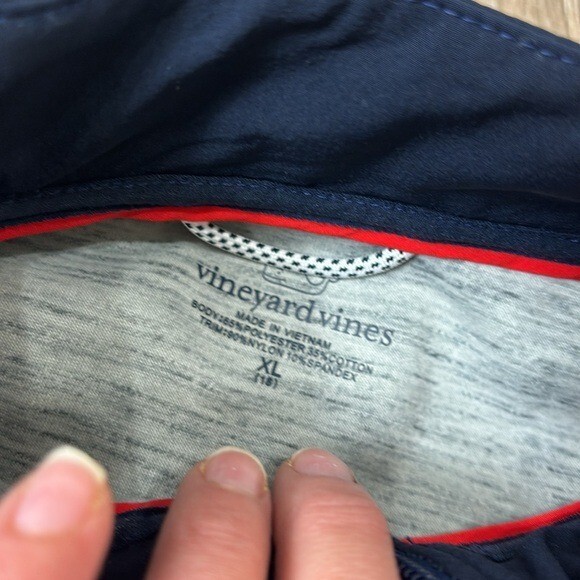 vineyard vines
MADE IN VIETNAM
BODY:65%POLYESTER 35%COTTON
TRIM:90%NYLON 10%SPANDEX
XL
(18)